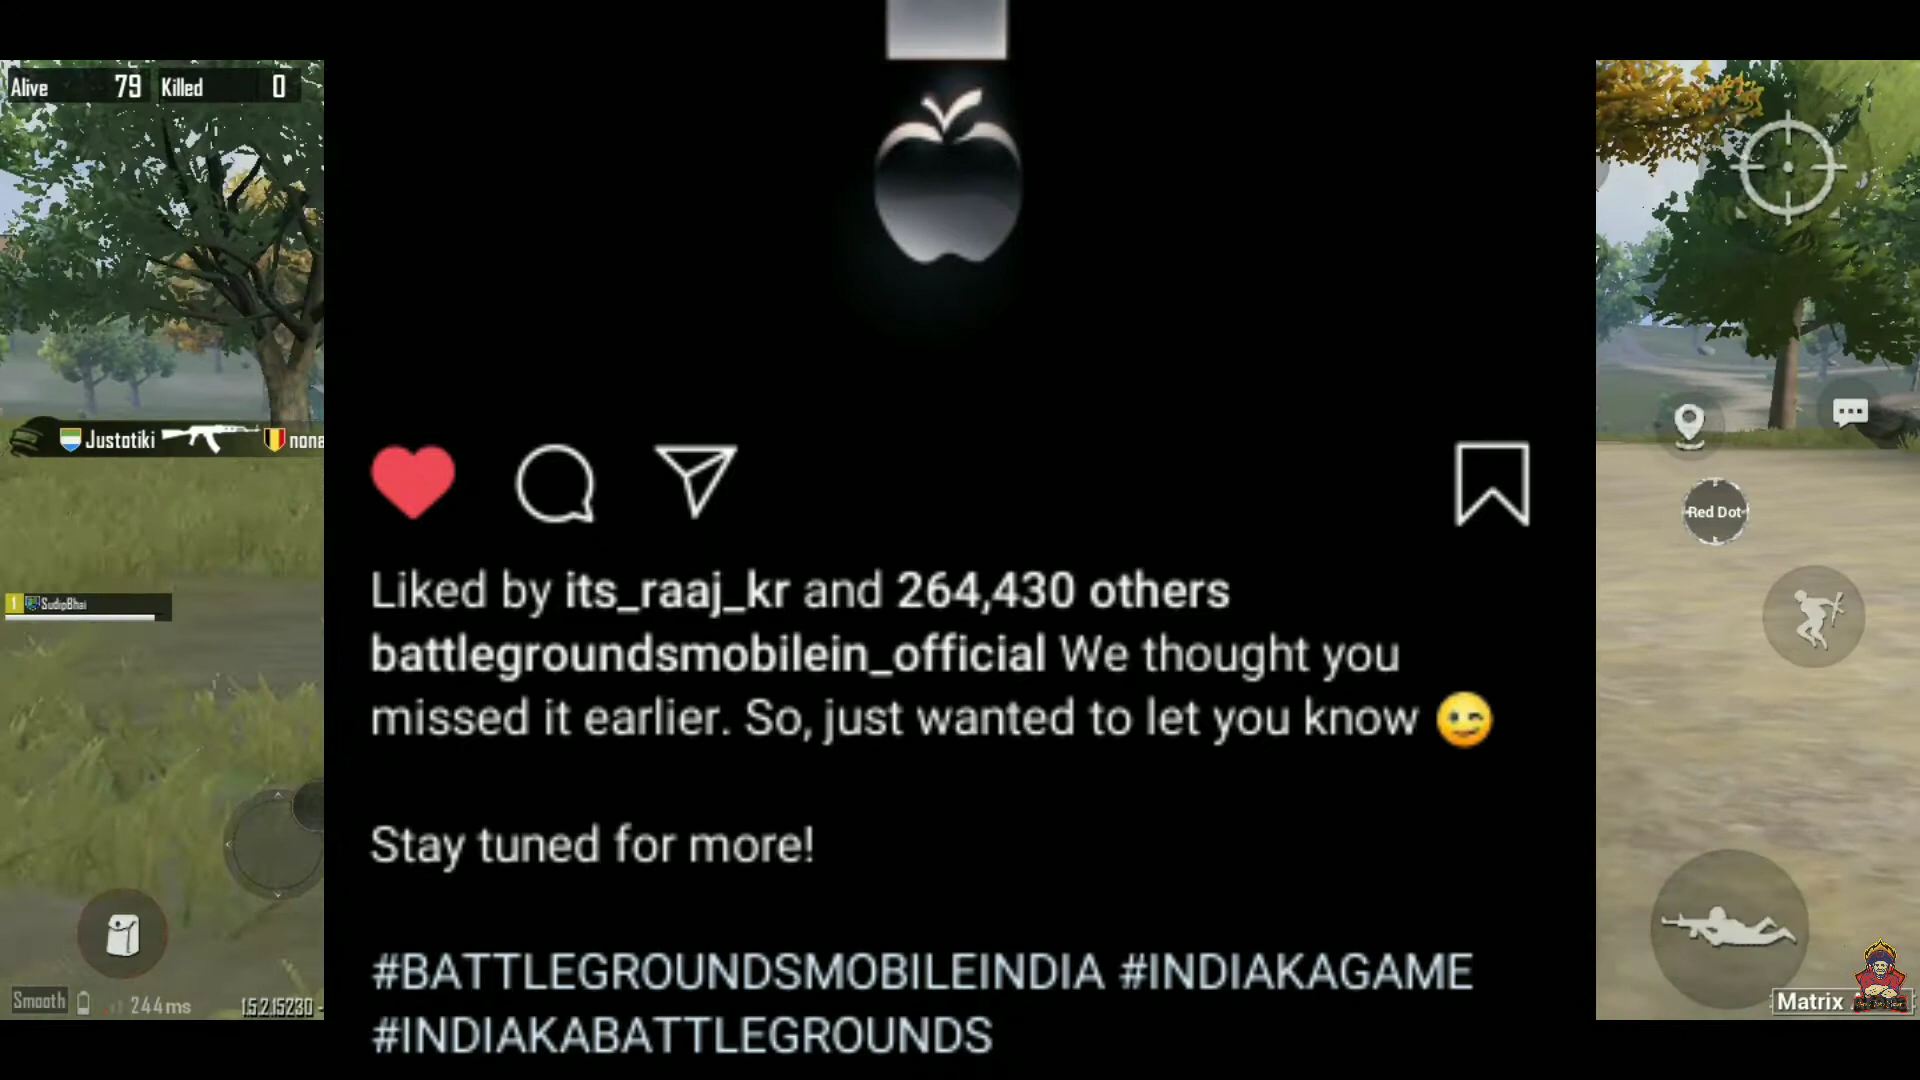 Alive 79 Killed 0
Justotiki nona
1 SudipBhai
Smooth 244ms 1.5.2.15230 -
Liked by its_raaj_kr and 264,430 others
battlegroundsmobilein_official We thought you
missed it earlier. So, just wanted to let you know 😉
Stay tuned for more!
#BATTLEGROUNDSMOBILEINDIA #INDIAKAGAME
#INDIAKABATTLEGROUNDS
Red Dot
Matrix